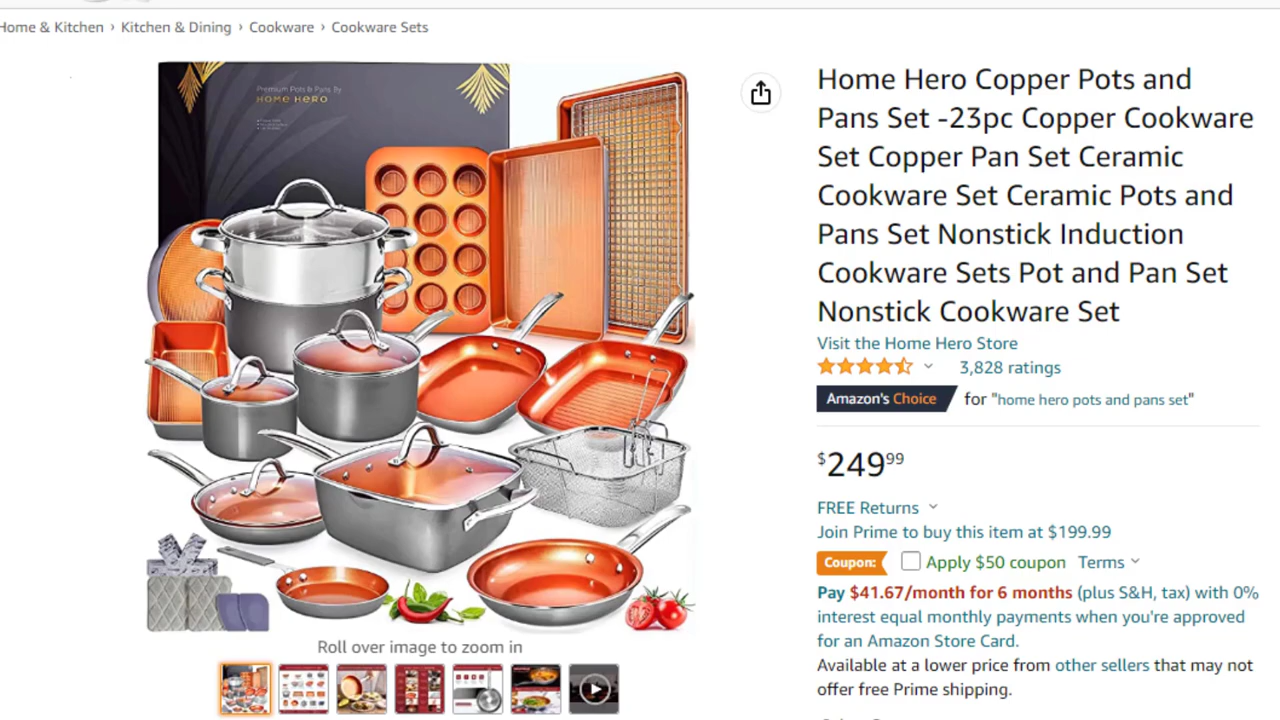 Home & Kitchen › Kitchen & Dining › Cookware › Cookware Sets
Premium Pots & Pans By
HOME HERO
Home Hero Copper Pots and
Pans Set -23pc Copper Cookware
Set Copper Pan Set Ceramic
Cookware Set Ceramic Pots and
Pans Set Nonstick Induction
Cookware Sets Pot and Pan Set
Nonstick Cookware Set
Visit the Home Hero Store
3,828 ratings
Amazon's Choice for "home hero pots and pans set"
$249.99
FREE Returns
Join Prime to buy this item at $199.99
Coupon: Apply $50 coupon Terms
Pay $41.67/month for 6 months (plus S&H, tax) with 0%
interest equal monthly payments when you're approved
for an Amazon Store Card.
Available at a lower price from other sellers that may not
offer free Prime shipping.
Roll over image to zoom in